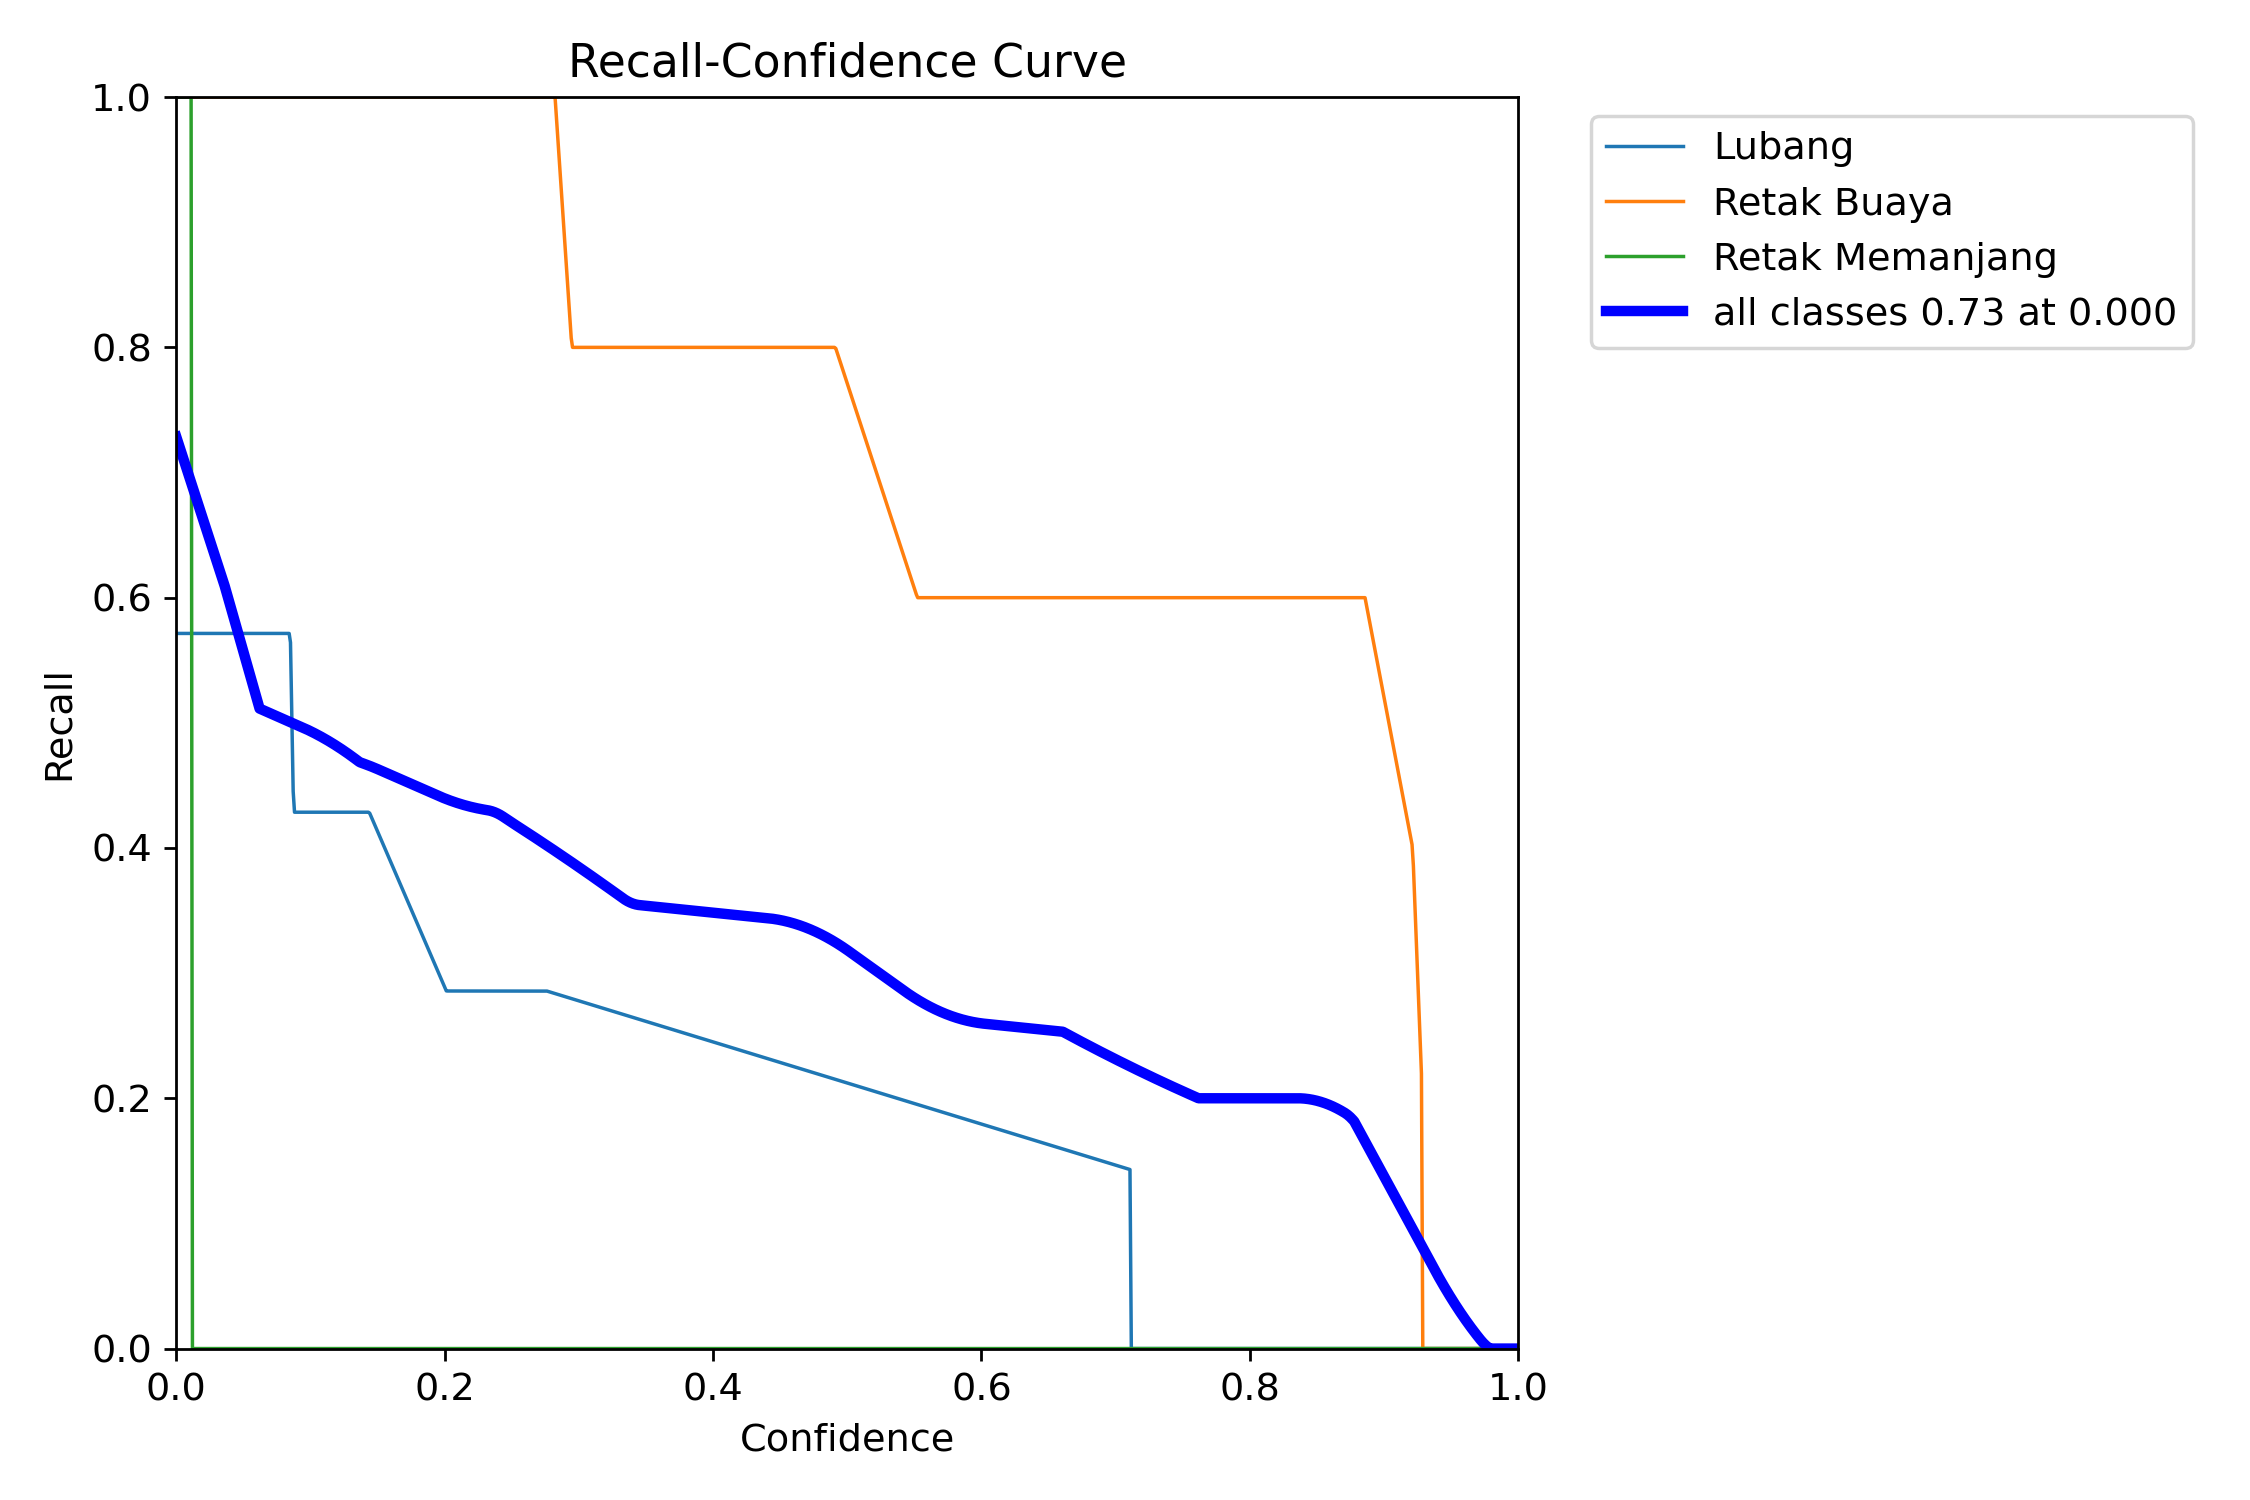 Recall-Confidence Curve
1.0
0.8
0.6
0.4
0.2
0.0
Recall
0.0 0.2 0.4 0.6 0.8 1.0
Confidence
Lubang
Retak Buaya
Retak Memanjang
all classes 0.73 at 0.000